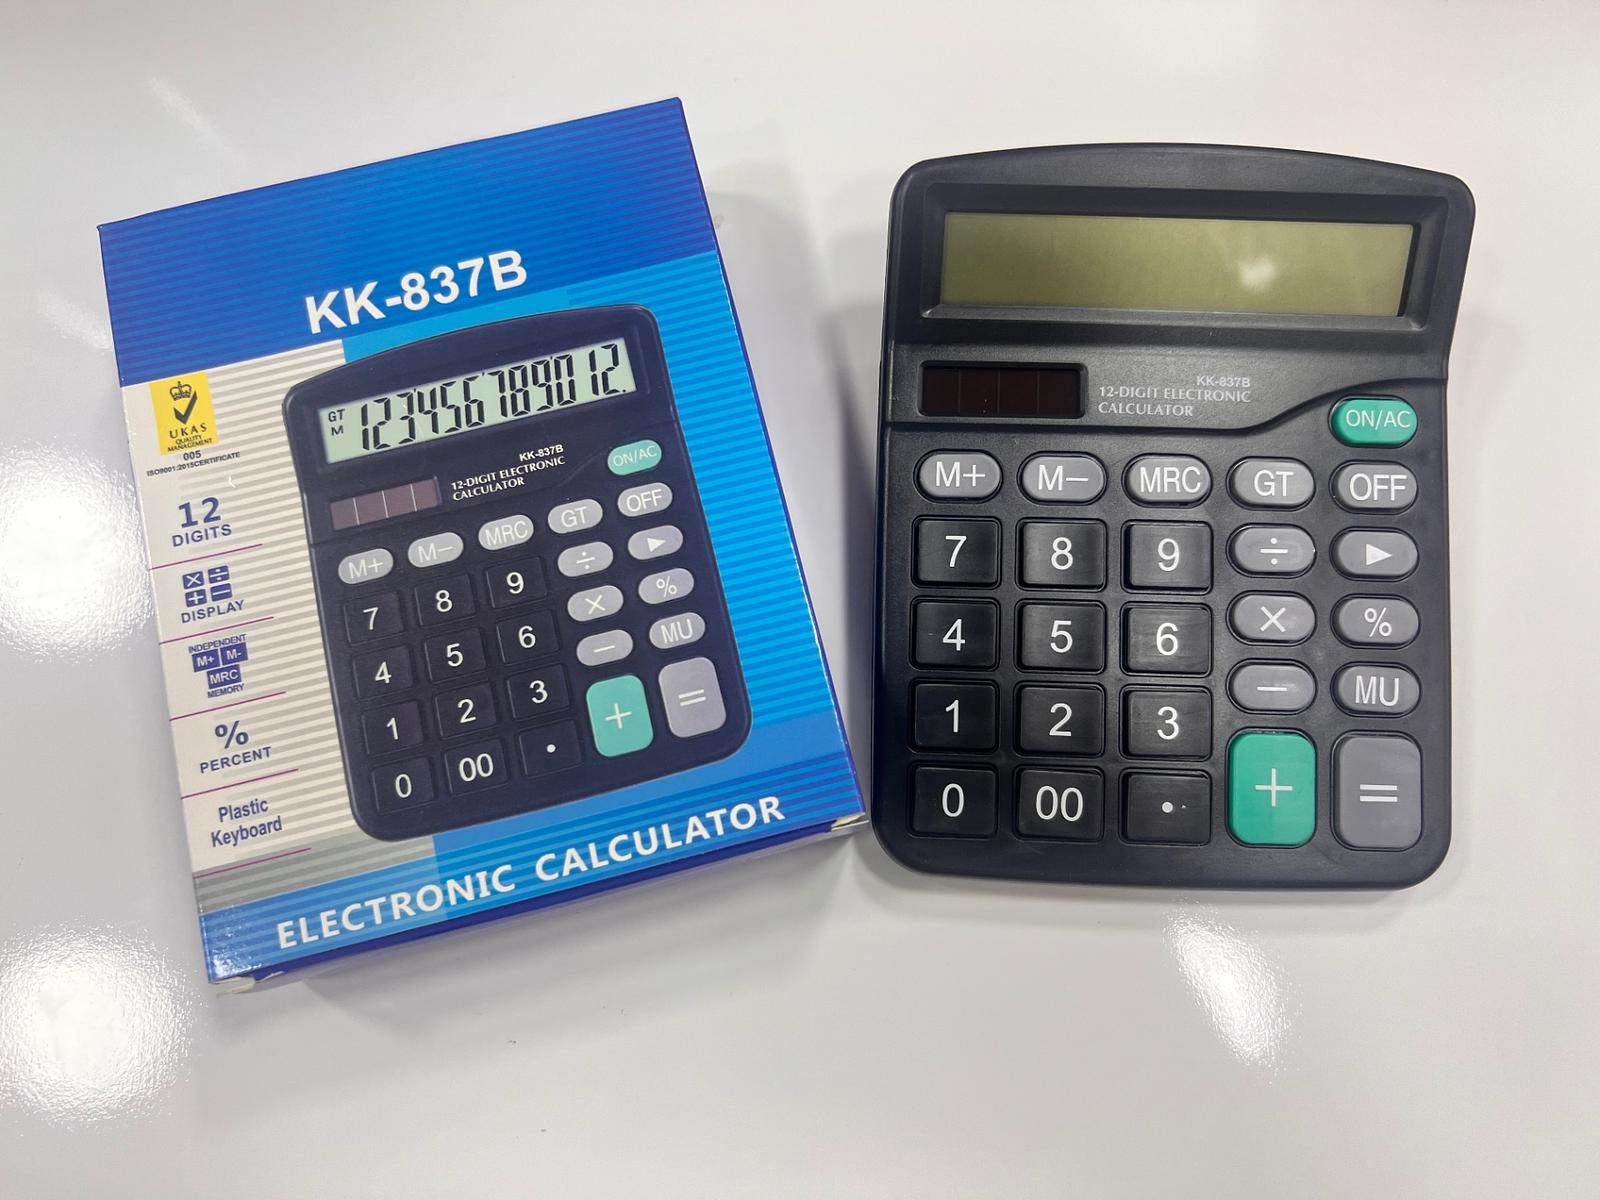 KK-837B
UKAS
QUALITY
MANAGEMENT
005
ISO9001:2015CERTIFICATE
12
DIGITS
× ÷
+ −
DISPLAY
INDEPENDENT
M+ M-
MRC
MEMORY
%
PERCENT
Plastic
Keyboard
GT
M
123456789012.
KK-837B
12-DIGIT ELECTRONIC
CALCULATOR
ON/AC
M+ M− MRC GT OFF
7 8 9 ÷ ▶
4 5 6 × %
1 2 3 − MU
0 00 . + =
ELECTRONIC CALCULATOR
KK-837B
12-DIGIT ELECTRONIC
CALCULATOR
ON/AC
M+ M− MRC GT OFF
7 8 9 ÷ ▶
4 5 6 × %
1 2 3 − MU
0 00 . + =